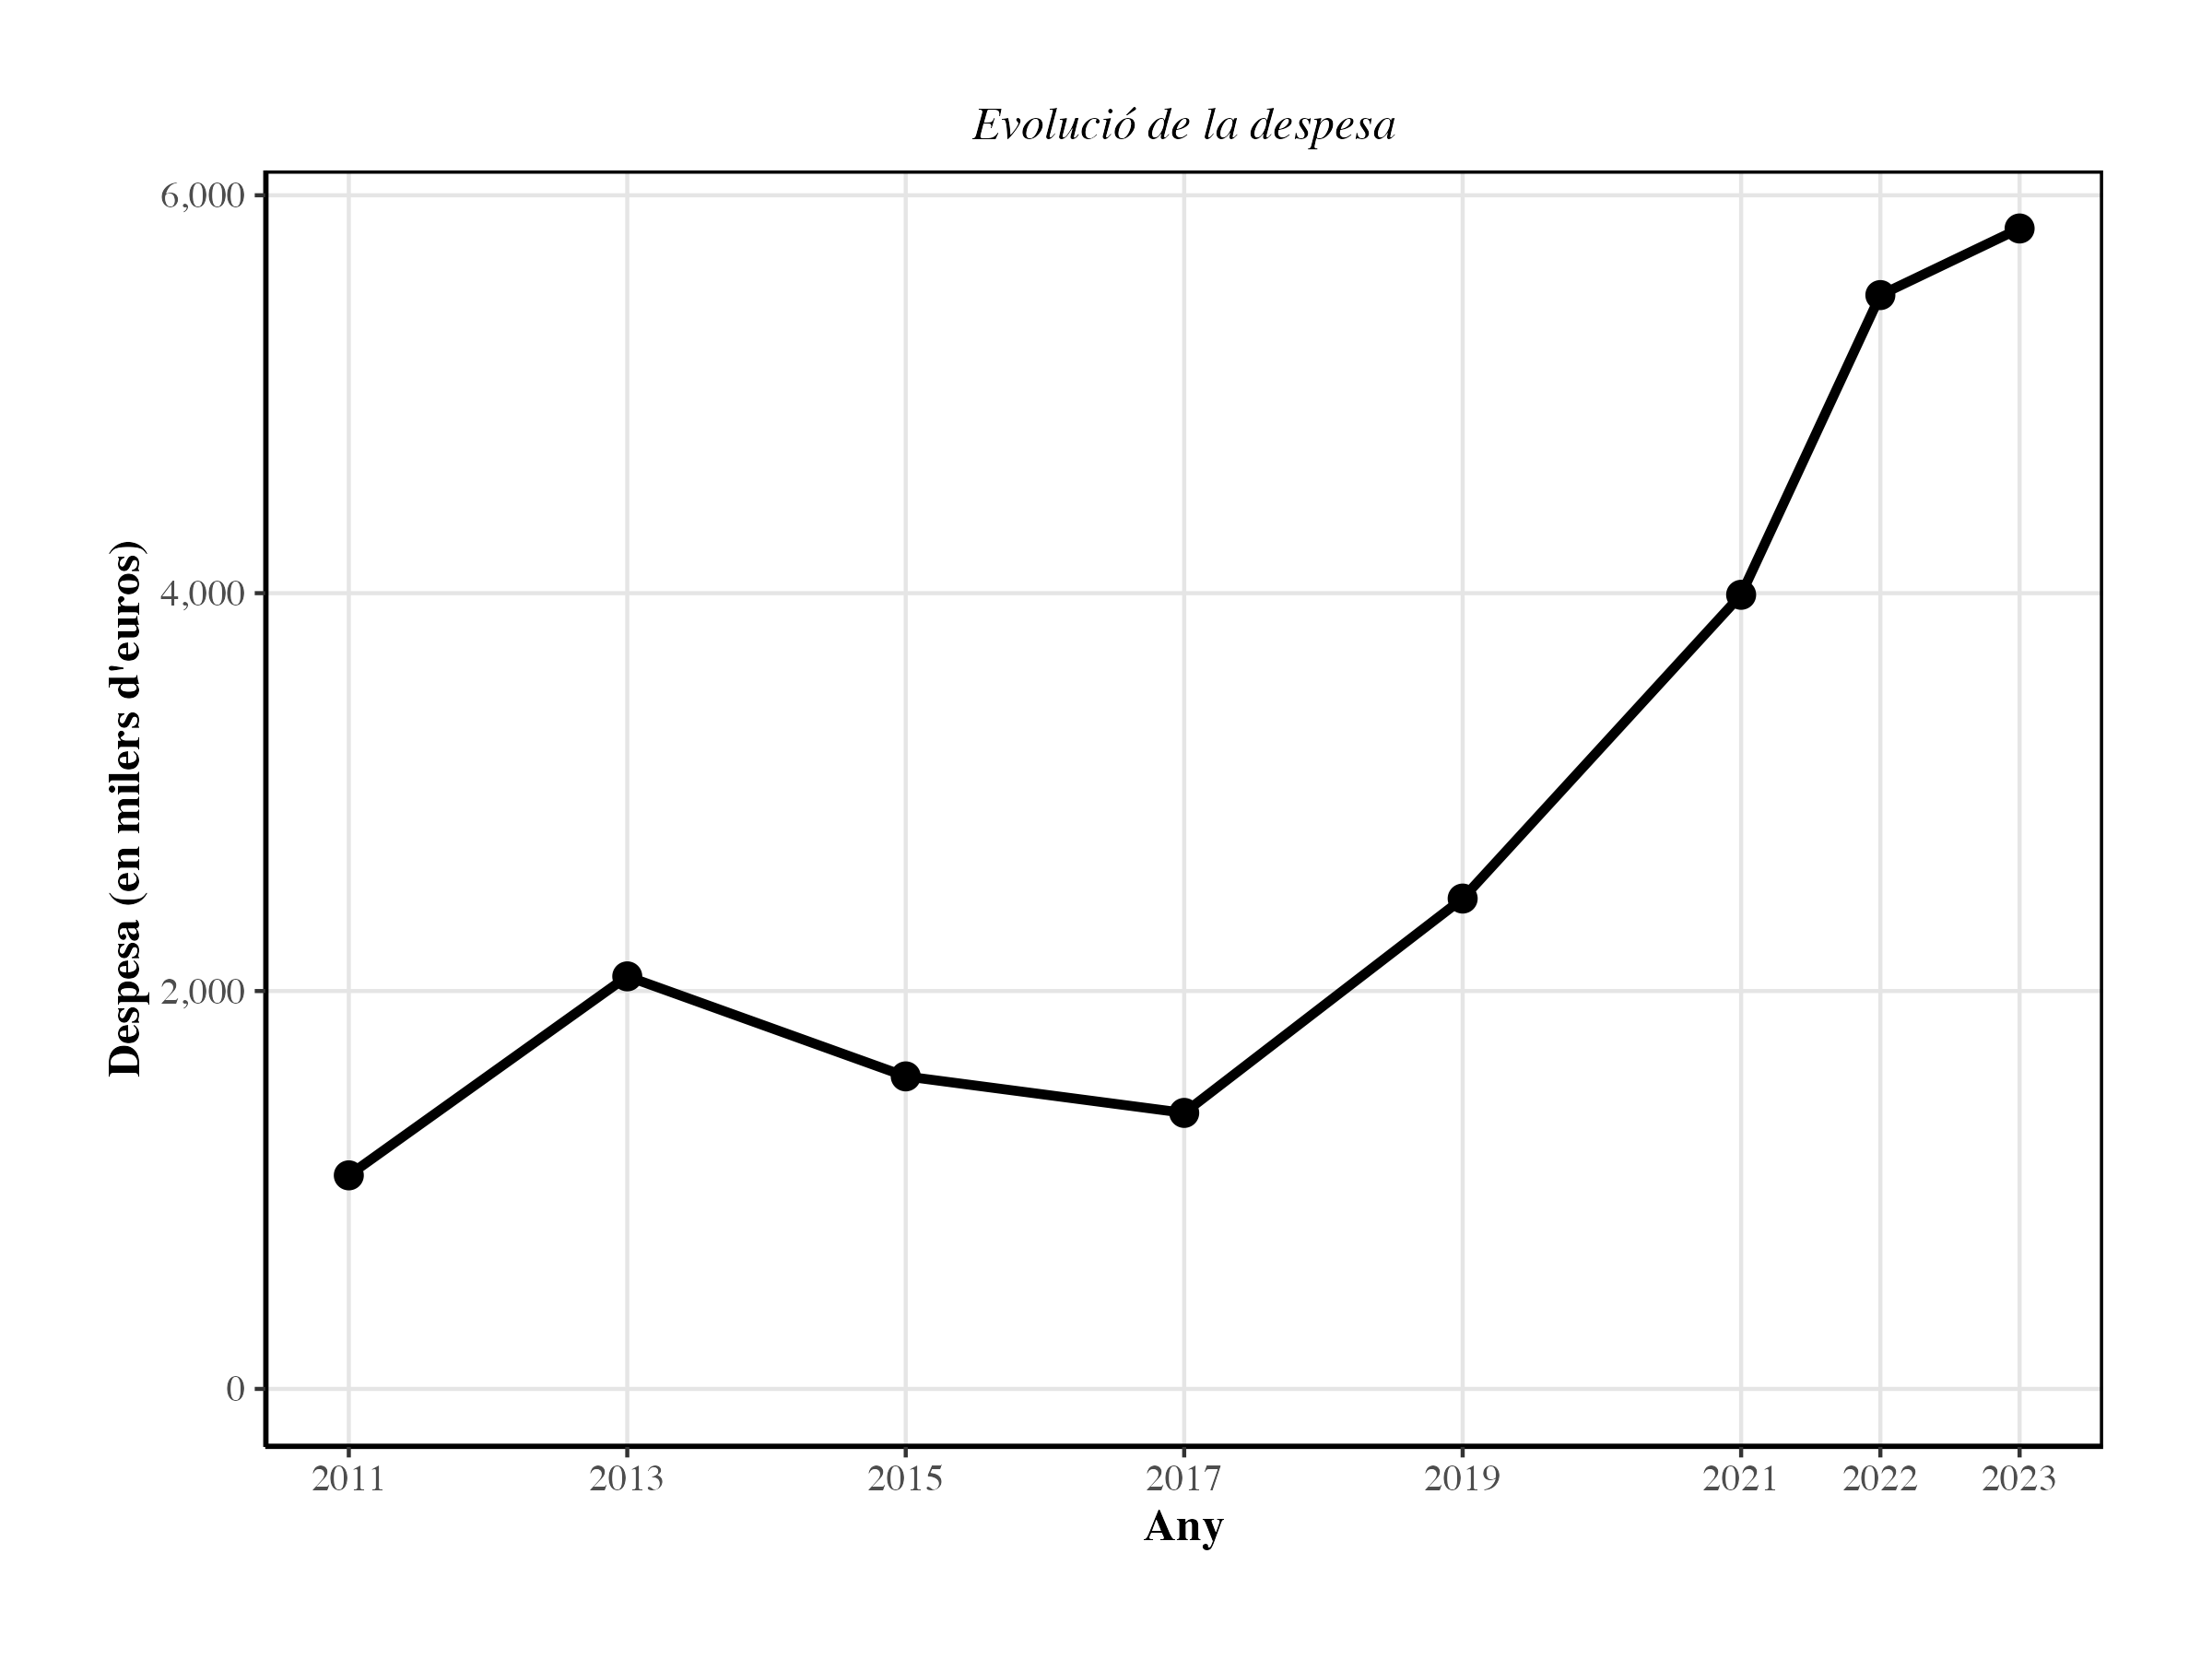 Evolució de la despesa
Despesa (en milers d'euros)
6,000
4,000
2,000
0
2011 2013 2015 2017 2019 2021 2022 2023
Any